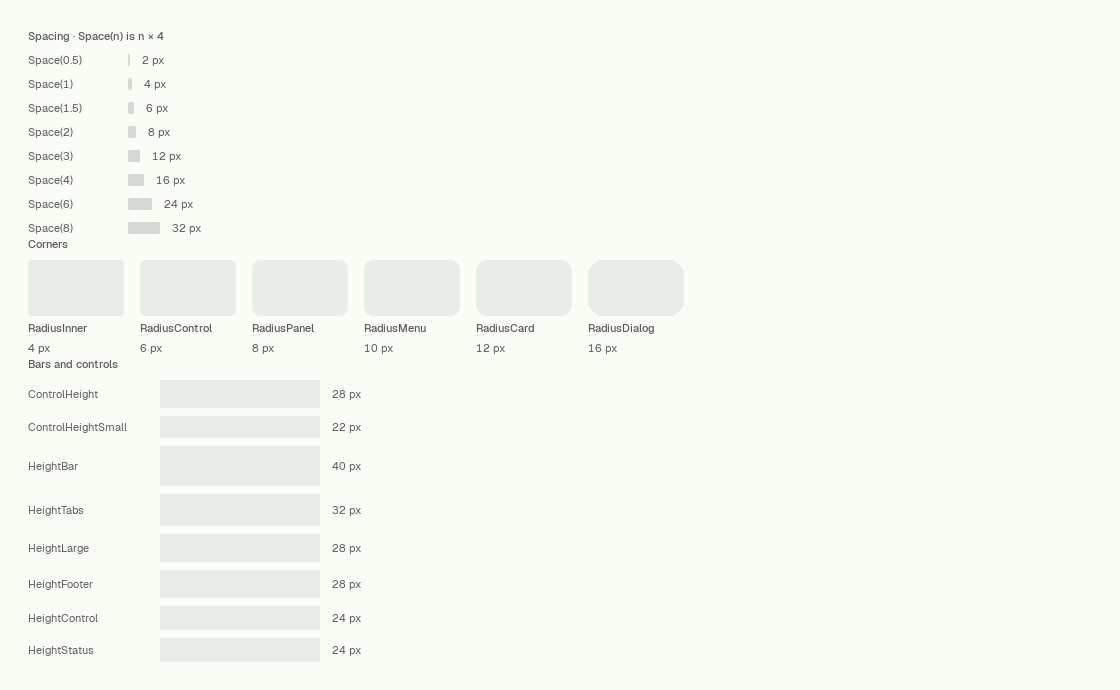 Spacing · Space(n) is n × 4
Space(0.5) 2 px
Space(1) 4 px
Space(1.5) 6 px
Space(2) 8 px
Space(3) 12 px
Space(4) 16 px
Space(6) 24 px
Space(8) 32 px
Corners
RadiusInner RadiusControl RadiusPanel RadiusMenu RadiusCard RadiusDialog
4 px 6 px 8 px 10 px 12 px 16 px
Bars and controls
ControlHeight 28 px
ControlHeightSmall 22 px
HeightBar 40 px
HeightTabs 32 px
HeightLarge 28 px
HeightFooter 28 px
HeightControl 24 px
HeightStatus 24 px